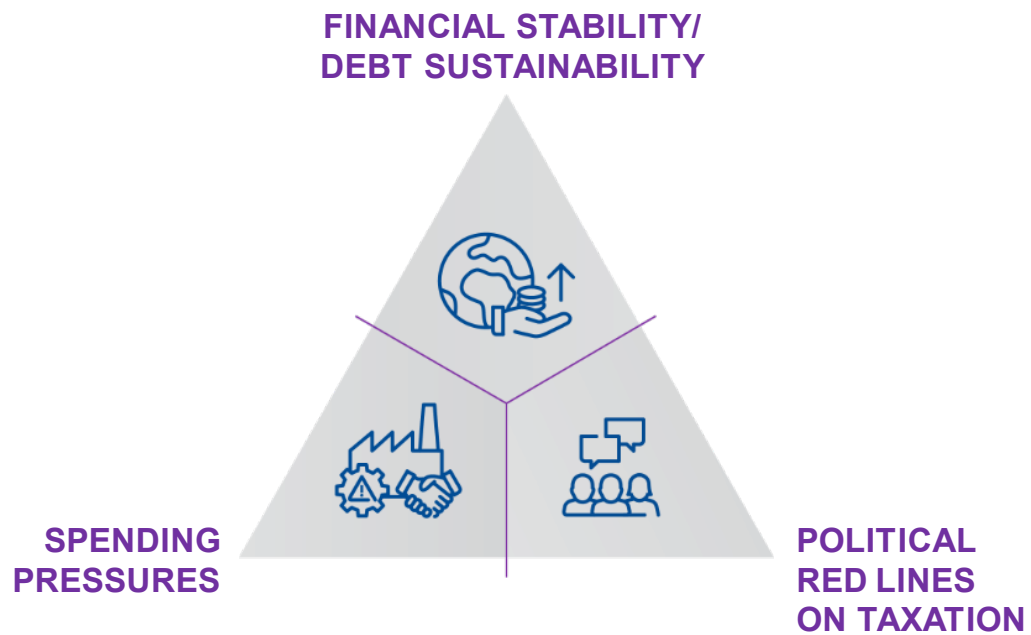 FINANCIAL STABILITY/
DEBT SUSTAINABILITY
SPENDING
PRESSURES
POLITICAL
RED LINES
ON TAXATION